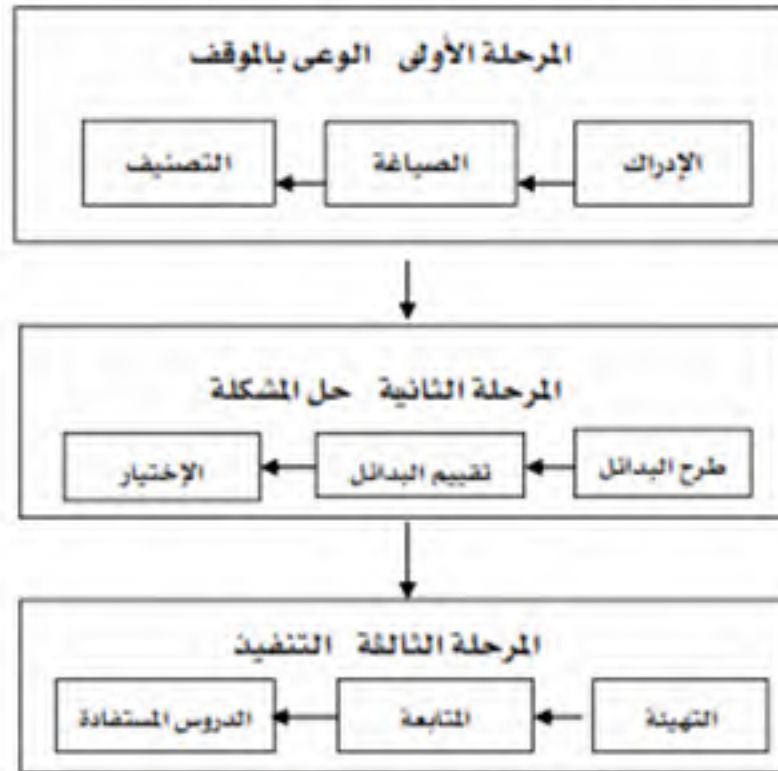 المرحلة الأولى الوعى بالموقف
الإدراك
الصياغة
التصنيف
المرحلة الثانية حل المشكلة
طرح البدائل
تقييم البدائل
الإختيار
المرحلة الثالثة التنفيذ
التهيئة
المتابعة
الدروس المستفادة